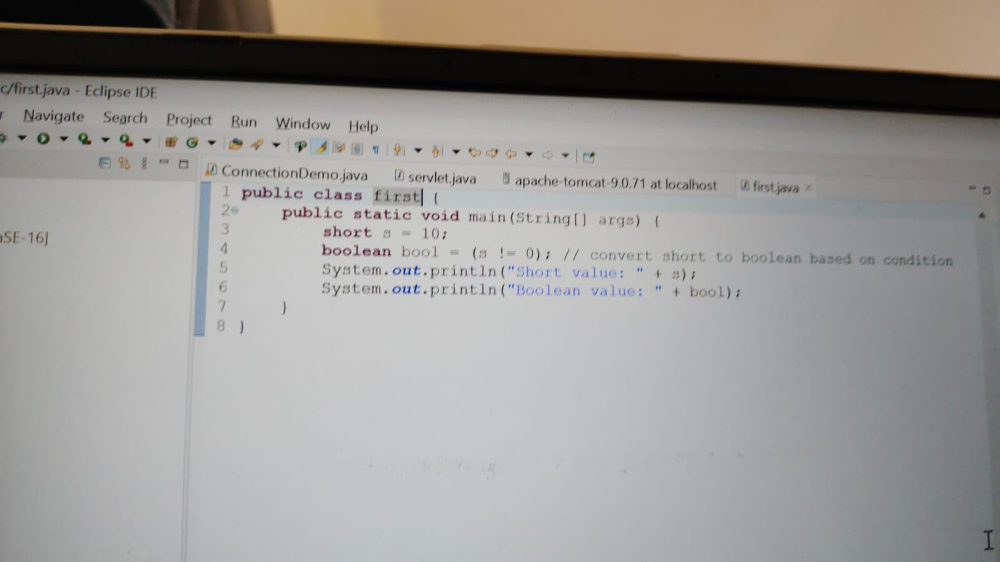 c/first.java - Eclipse IDE
Navigate Search Project Run Window Help
ConnectionDemo.java servlet.java apache-tomcat-9.0.71 at localhost first.java
1 public class first {
2 public static void main(String[] args) {
3 short s = 10;
4 boolean bool = (s != 0); // convert short to boolean based on condition
5 System.out.println("Short value: " + s);
6 System.out.println("Boolean value: " + bool);
7 }
8 }
aSE-16]